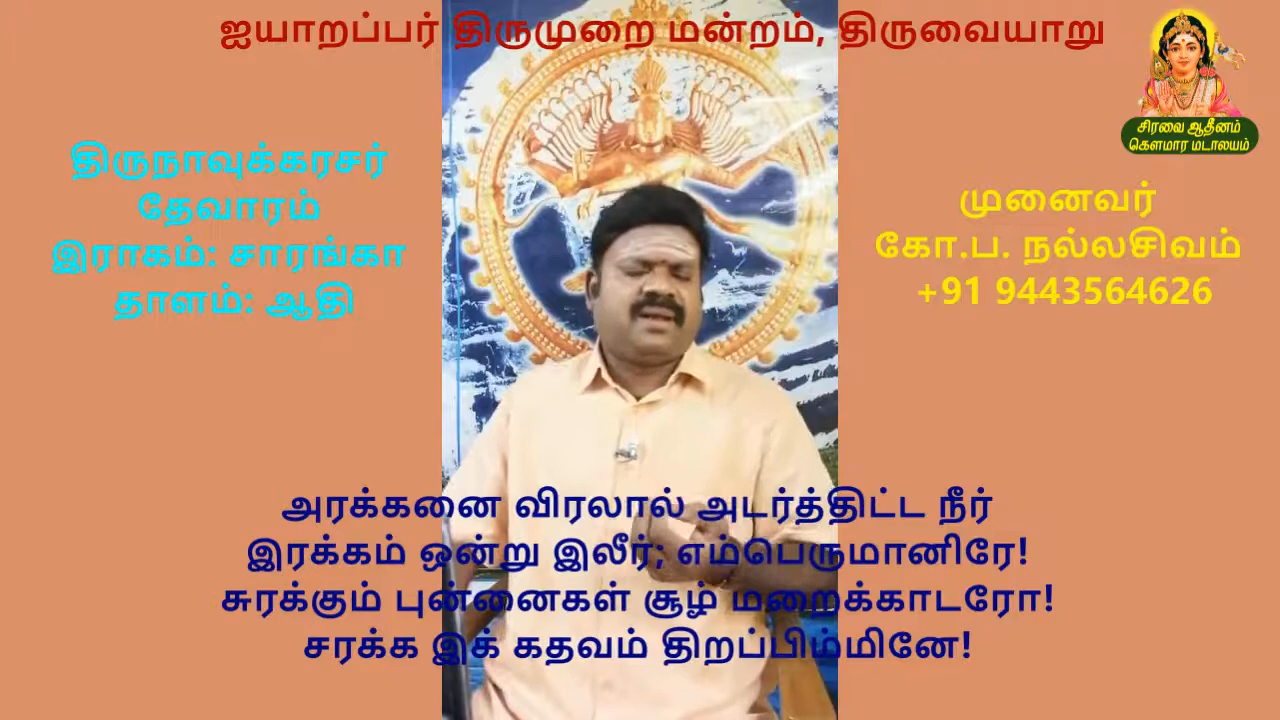 ஐயாறப்பர் திருமுறை மன்றம், திருவையாறு
சிரவை ஆதீனம்
கௌமார மடாலயம்
திருநாவுக்கரசர்
தேவாரம்
இராகம்: சாரங்கா
தாளம்: ஆதி
முனைவர்
கோ.ப. நல்லசிவம்
+91 9443564626
அரக்கனை விரலால் அடர்த்திட்ட நீர்
இரக்கம் ஒன்று இலீர்; எம்பெருமானிரே!
சுரக்கும் புன்னைகள் சூழ் மறைக்காடரோ!
சரக்க இக் கதவம் திறப்பிம்மினே!